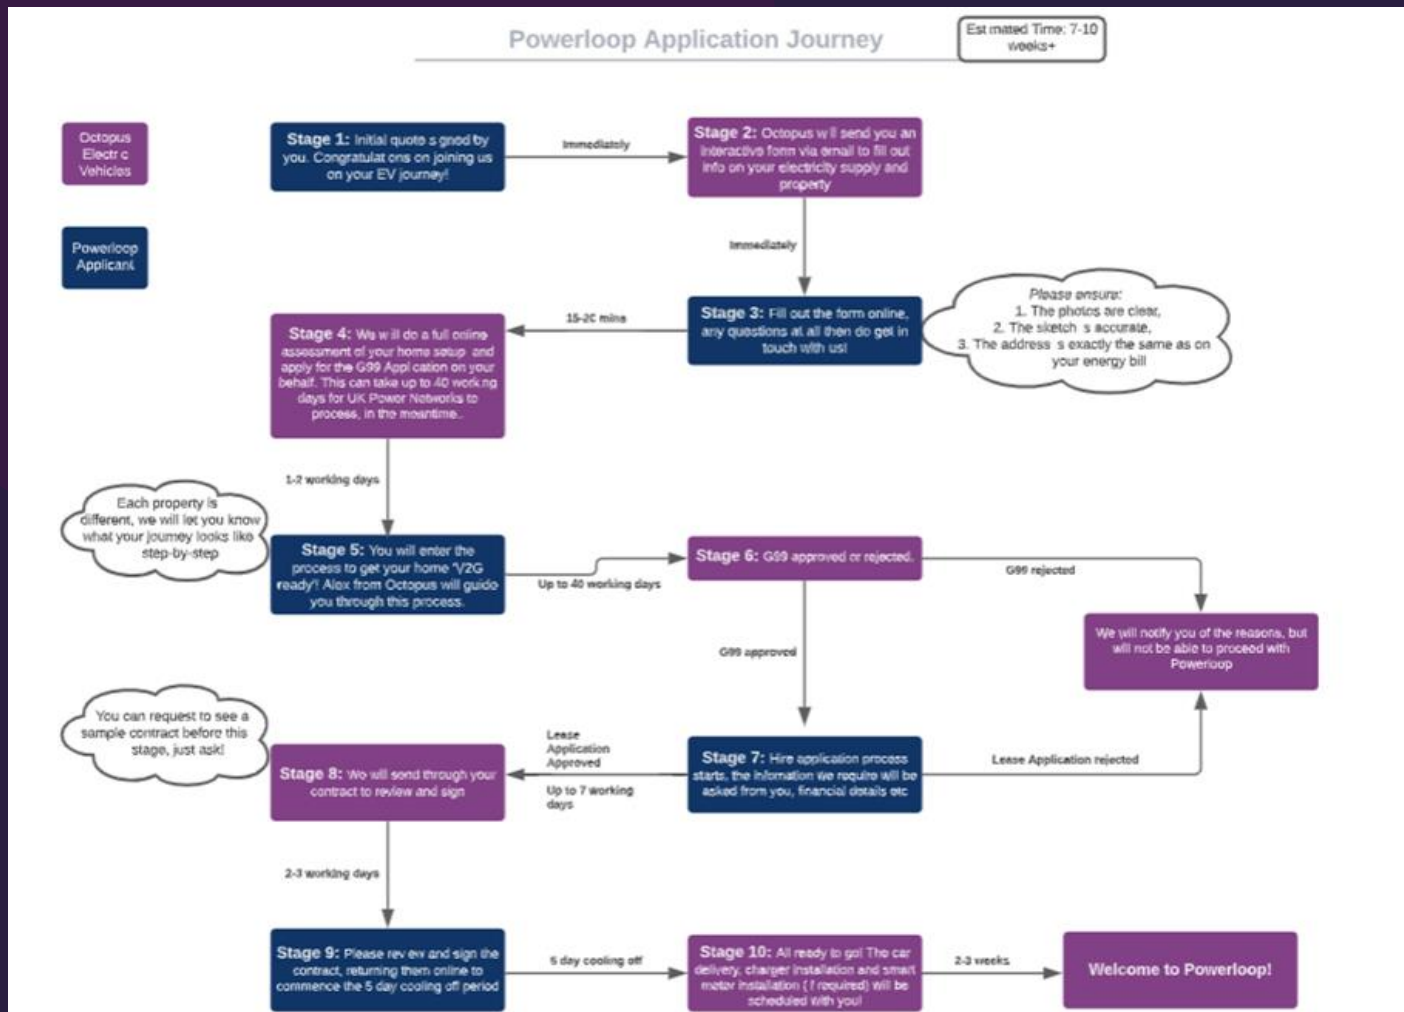 Powerloop Application Journey
Estimated Time: 7-10
weeks+
Octopus
Electric
Vehicles
Powerloop
Applicant
Stage 1: Initial quote signed by
you. Congratulations on joining us
on your EV journey!
Immediately
Stage 2: Octopus will send you an
interactive form via email to fill out
info on your electricity supply and
property
Immediately
Stage 3: Fill out the form online,
any questions at all then do get in
touch with us!
Please ensure:
1. The photos are clear,
2. The sketch is accurate,
3. The address is exactly the same as on
your energy bill
15-20 mins
Stage 4: We will do a full online
assessment of your home setup and
apply for the G99 Application on your
behalf. This can take up to 40 working
days for UK Power Networks to
process, in the meantime..
1-2 working days
Each property is
different, we will let you know
what your journey looks like
step-by-step
Stage 5: You will enter the
process to get your home 'V2G
ready'! Alex from Octopus will guide
you through this process.
Up to 40 working days
Stage 6: G99 approved or rejected.
G99 rejected
We will notify you of the reasons, but
will not be able to proceed with
Powerloop
G99 approved
Stage 7: Hire application process
starts, the infomation we require will be
asked from you, financial details etc
Lease Application rejected
Lease
Application
Approved
Up to 7 working
days
You can request to see a
sample contract before this
stage, just ask!
Stage 8: We will send through your
contract to review and sign
2-3 working days
Stage 9: Please review and sign the
contract, returning them online to
commence the 5 day cooling off period
5 day cooling off
Stage 10: All ready to go! The car
delivery, charger installation and smart
meter installation (if required) will be
scheduled with you!
2-3 weeks
Welcome to Powerloop!